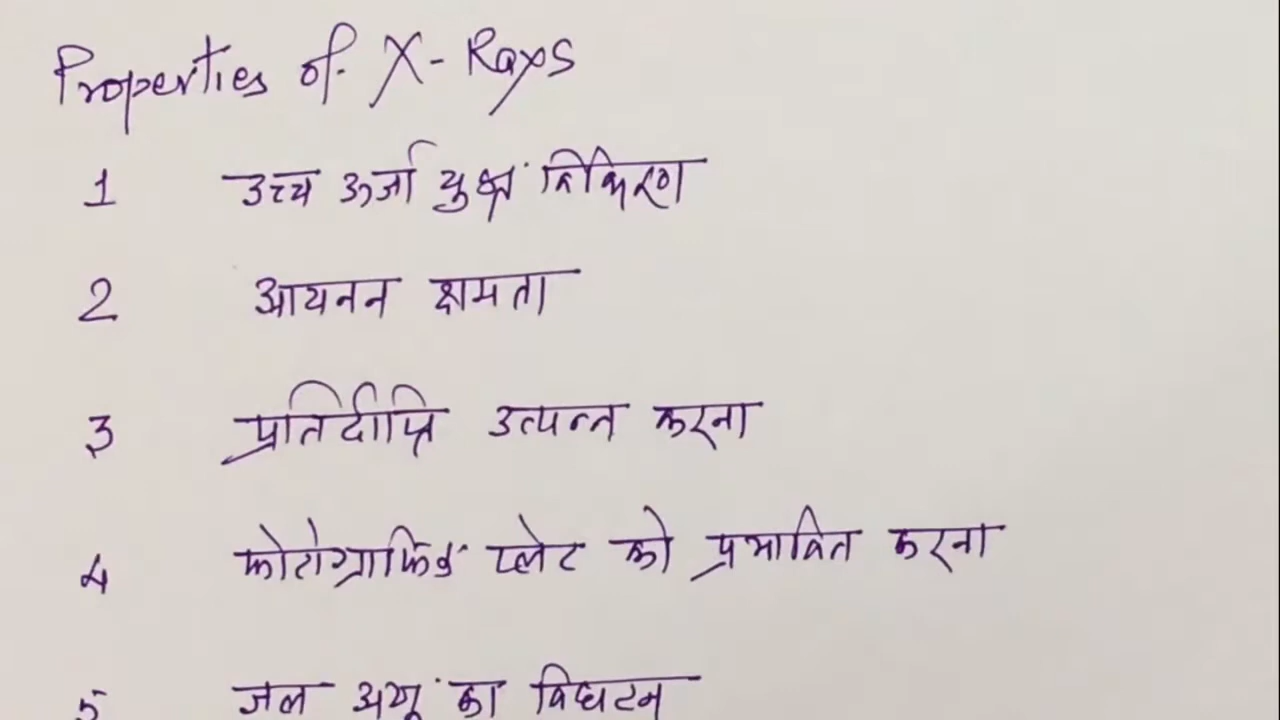 Properties of X-Rays
1 उच्च ऊर्जा युक्त विकिरण
2 आयनन क्षमता
3 प्रतिदीप्ति उत्पन्न करना
4 फोटोग्राफिक प्लेट को प्रभावित करना
5 जल अणु का विघटन